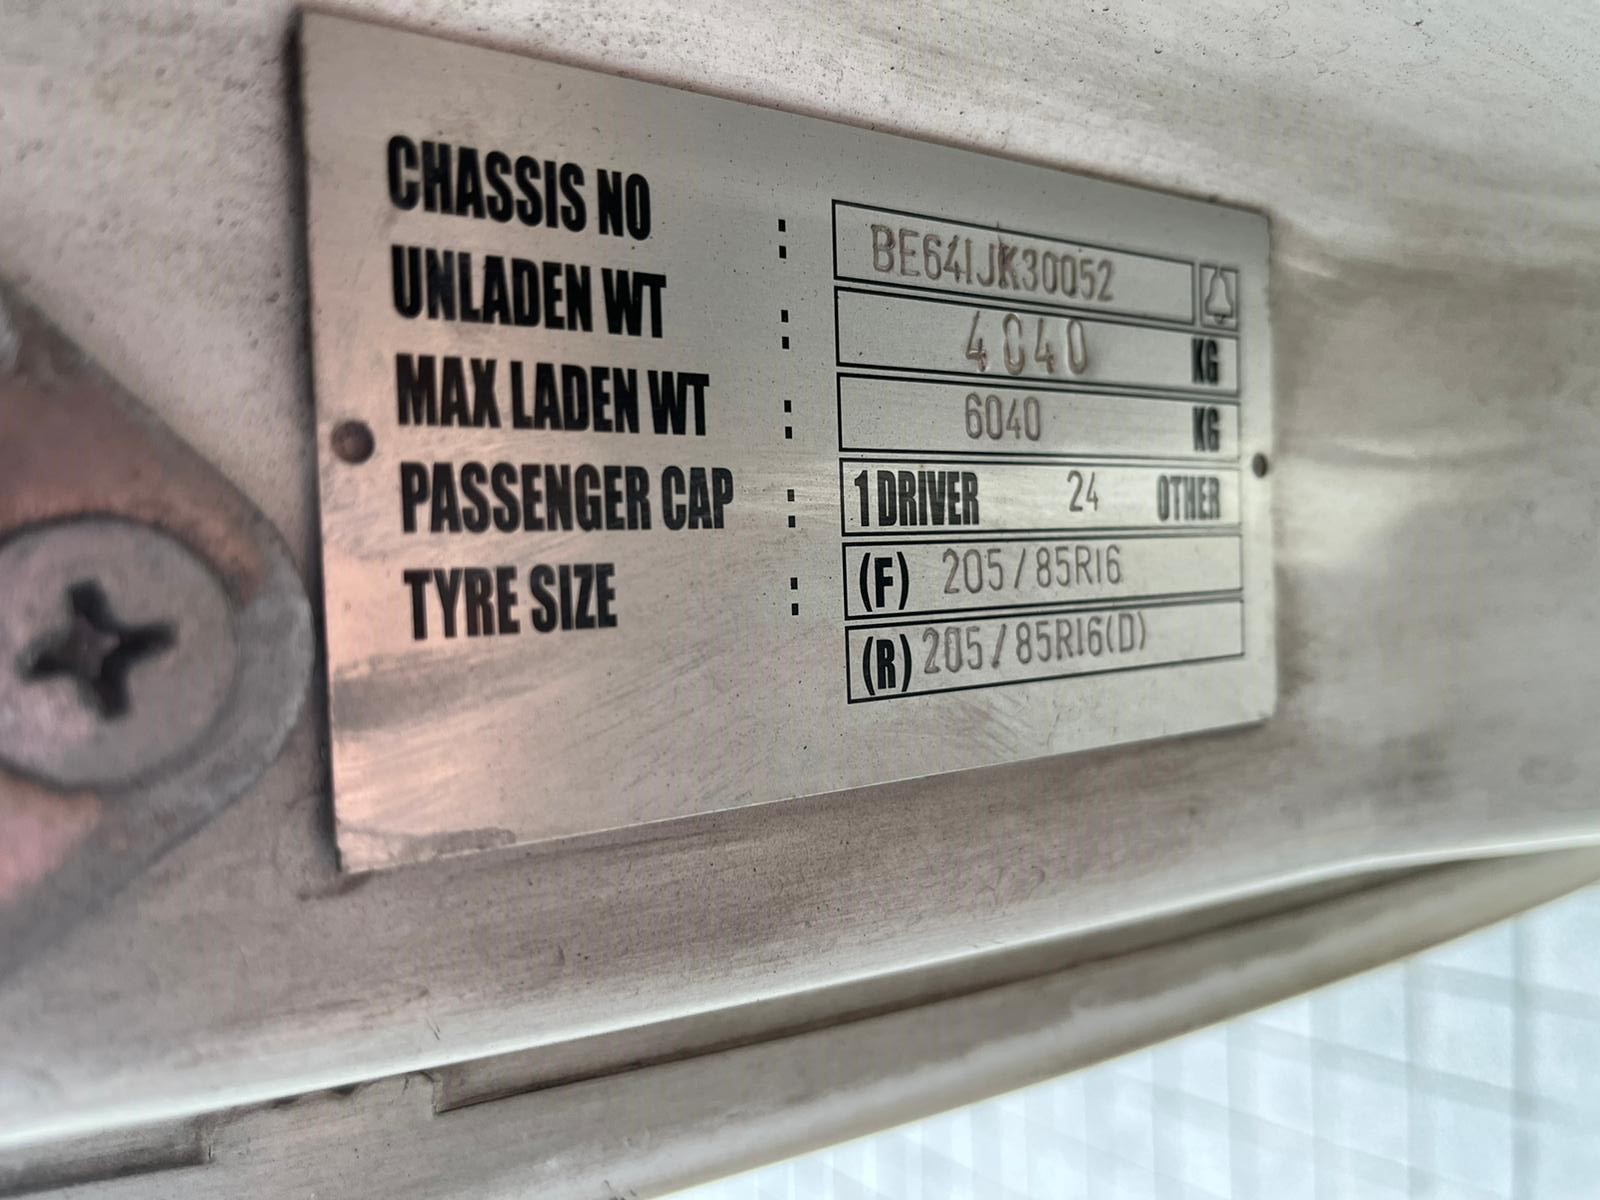 CHASSIS NO : BE641JK30052
UNLADEN WT : 4040 KG
MAX LADEN WT : 6040 KG
PASSENGER CAP : 1 DRIVER 24 OTHER
TYRE SIZE : (F) 205/85R16
(R) 205/85R16(D)